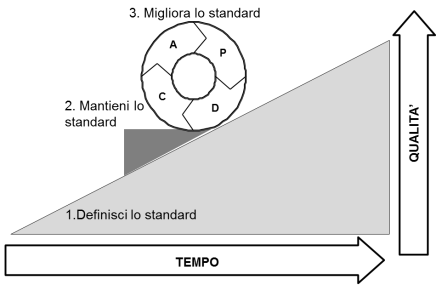 3. Migliora lo standard
A
P
C
D
2. Mantieni lo
standard
1.Definisci lo standard
QUALITA'
TEMPO